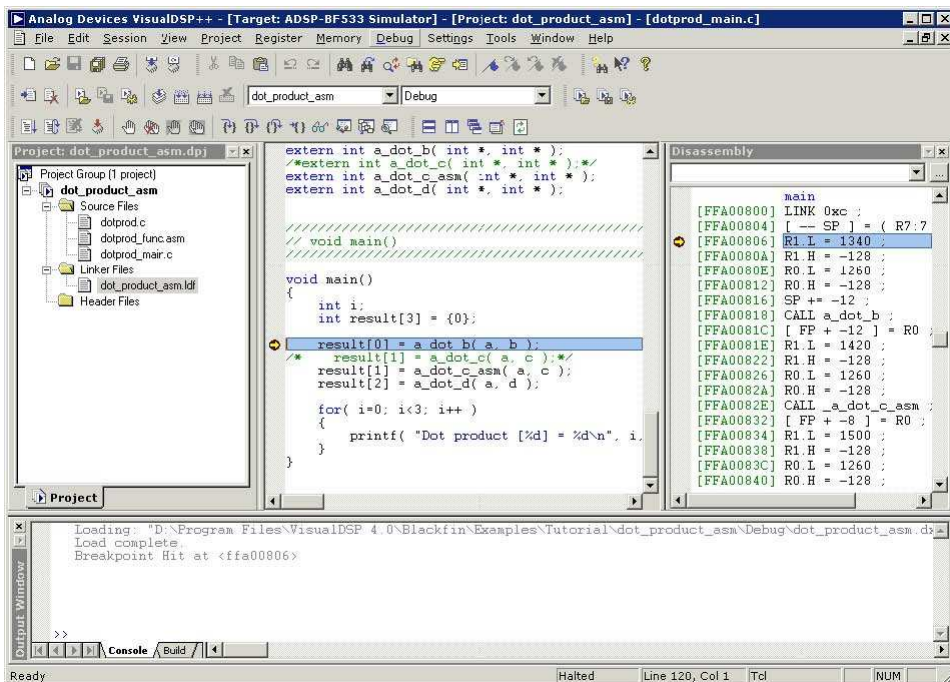 Analog Devices VisualDSP++ - [Target: ADSP-BF533 Simulator] - [Project: dot_product_asm] - [dotprod_main.c]
File Edit Session View Project Register Memory Debug Settings Tools Window Help
dot_product_asm Debug
Project: dot_product_asm.dpj
Project Group (1 project)
dot_product_asm
Source Files
dotprod.c
dotprod_func.asm
dotprod_mair.c
Linker Files
dot_product_asm.ldf
Header Files
Project
extern int a_dot_b( int *, int * );
/*extern int a_dot_c( int *, int * );*/
extern int a_dot_c_asm( int *, int * );
extern int a_dot_d( int *, int * );
// void main()
void main()
{
int i;
int result[3] = {0};
result[0] = a_dot_b( a, b );
/* result[1] = a_dot_c( a, c );*/
result[1] = a_dot_c_asm( a, c );
result[2] = a_dot_d( a, d );
for( i=0; i<3; i++ )
{
printf( "Dot product [%d] = %d\n", i,
}
}
Disassembly
main
[FFA00800] LINK 0xc ;
[FFA00804] [ -- SP ] = ( R7:7
[FFA00806] R1.L = 1340 ;
[FFA0080A] R1.H = -128 ;
[FFA0080E] R0.L = 1260 ;
[FFA00812] R0.H = -128 ;
[FFA00816] SP += -12 ;
[FFA00818] CALL a_dot_b ;
[FFA0081C] [ FP + -12 ] = R0 ;
[FFA0081E] R1.L = 1420 ;
[FFA00822] R1.H = -128 ;
[FFA00826] R0.L = 1260 ;
[FFA0082A] R0.H = -128 ;
[FFA0082E] CALL _a_dot_c_asm ;
[FFA00832] [ FP + -8 ] = R0 ;
[FFA00834] R1.L = 1500 ;
[FFA00838] R1.H = -128 ;
[FFA0083C] R0.L = 1260 ;
[FFA00840] R0.H = -128 ;
Output Window
Loading: "D:\Program Files\VisualDSP 4.0\Blackfin\Examples\Tutorial\dot_product_asm\Debug\dot_product_asm.dx
Load complete.
Breakpoint Hit at <ffa00806>
>>
Console Build
Ready Halted Line 120, Col 1 Tcl NUM